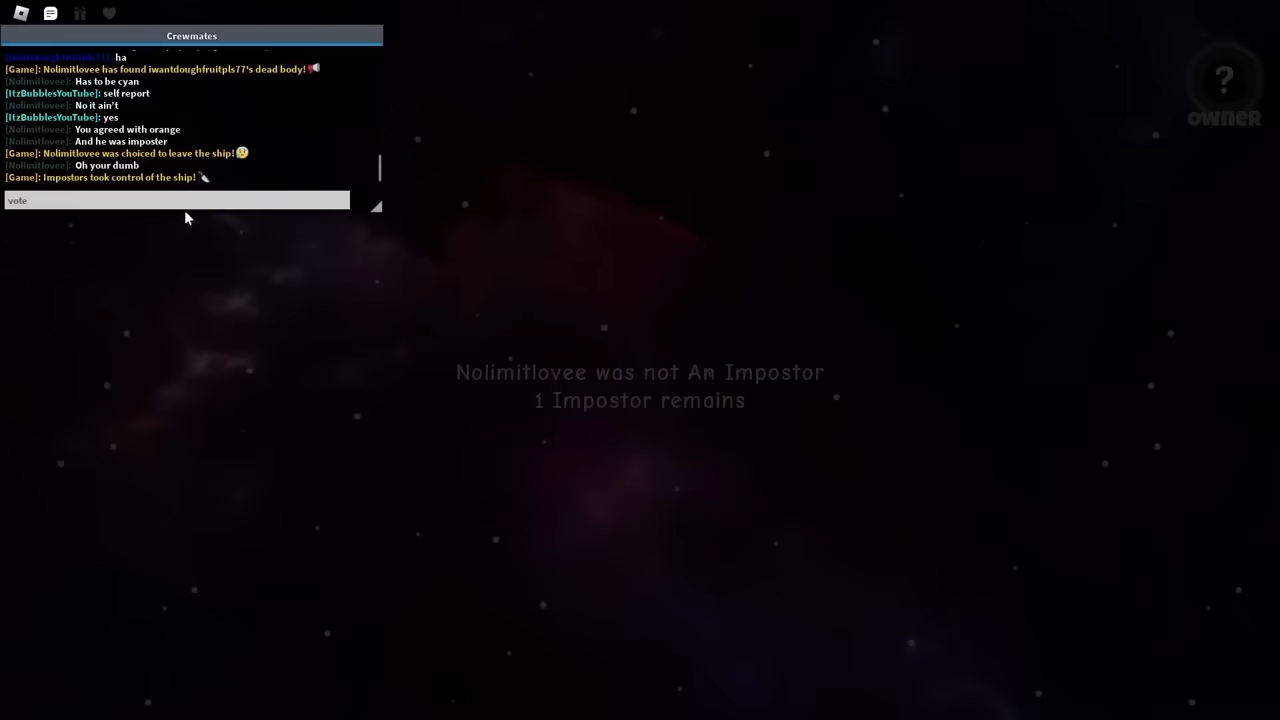 Crewmates
ha
[Game]: Nolimitlovee has found iwantdoughfruitpls77's dead body!📢
[Nolimitlovee]: Has to be cyan
[ItzBubblesYouTube]: self report
[Nolimitlovee]: No it ain't
[ItzBubblesYouTube]: yes
[Nolimitlovee]: You agreed with orange
[Nolimitlovee]: And he was imposter
[Game]: Nolimitlovee was choiced to leave the ship!😨
[Nolimitlovee]: Oh your dumb
[Game]: Impostors took control of the ship! 🔪
vote
?
OWNER
Nolimitlovee was not An Impostor
1 Impostor remains